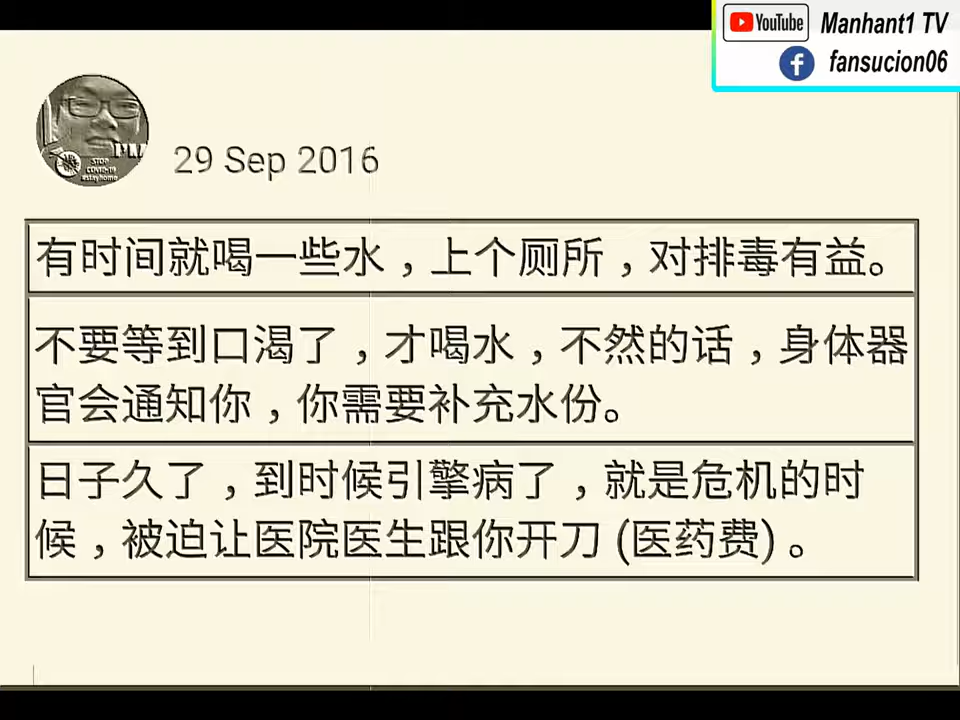 YouTube Manhant1 TV
fansucion06
STOP
COVID-19
#stayhome
29 Sep 2016
有时间就喝一些水，上个厕所，对排毒有益。
不要等到口渴了，才喝水，不然的话，身体器
官会通知你，你需要补充水份。
日子久了，到时候引擎病了，就是危机的时
候，被迫让医院医生跟你开刀 (医药费) 。